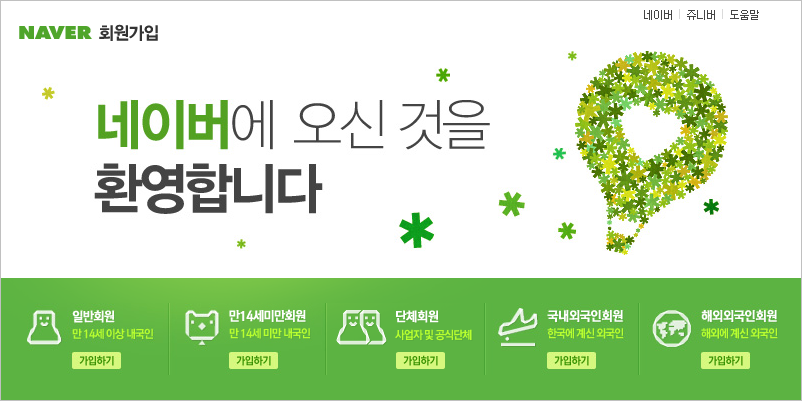 네이버 쥬니버 도움말
NAVER 회원가입
네이버에 오신 것을
환영합니다
일반회원
만 14세 이상 내국인
가입하기
만14세미만회원
만 14세 미만 내국인
가입하기
단체회원
사업자 및 공식단체
가입하기
국내외국인회원
한국에 계신 외국인
가입하기
해외외국인회원
해외에 계신 외국인
가입하기